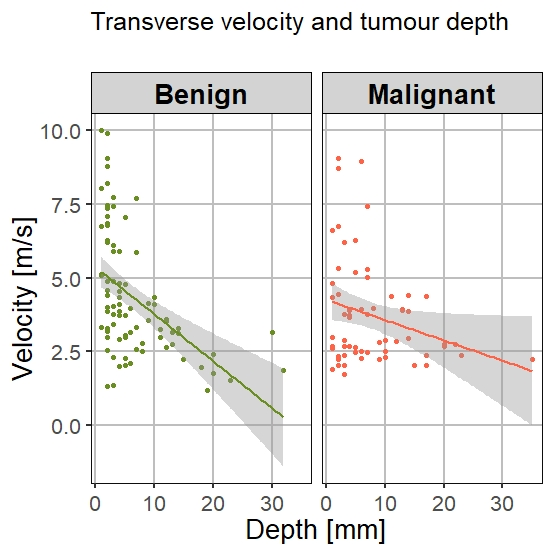 Transverse velocity and tumour depth
Benign Malignant
10.0
7.5
5.0
2.5
0.0
Velocity [m/s]
0 10 20 30 0 10 20 30
Depth [mm]